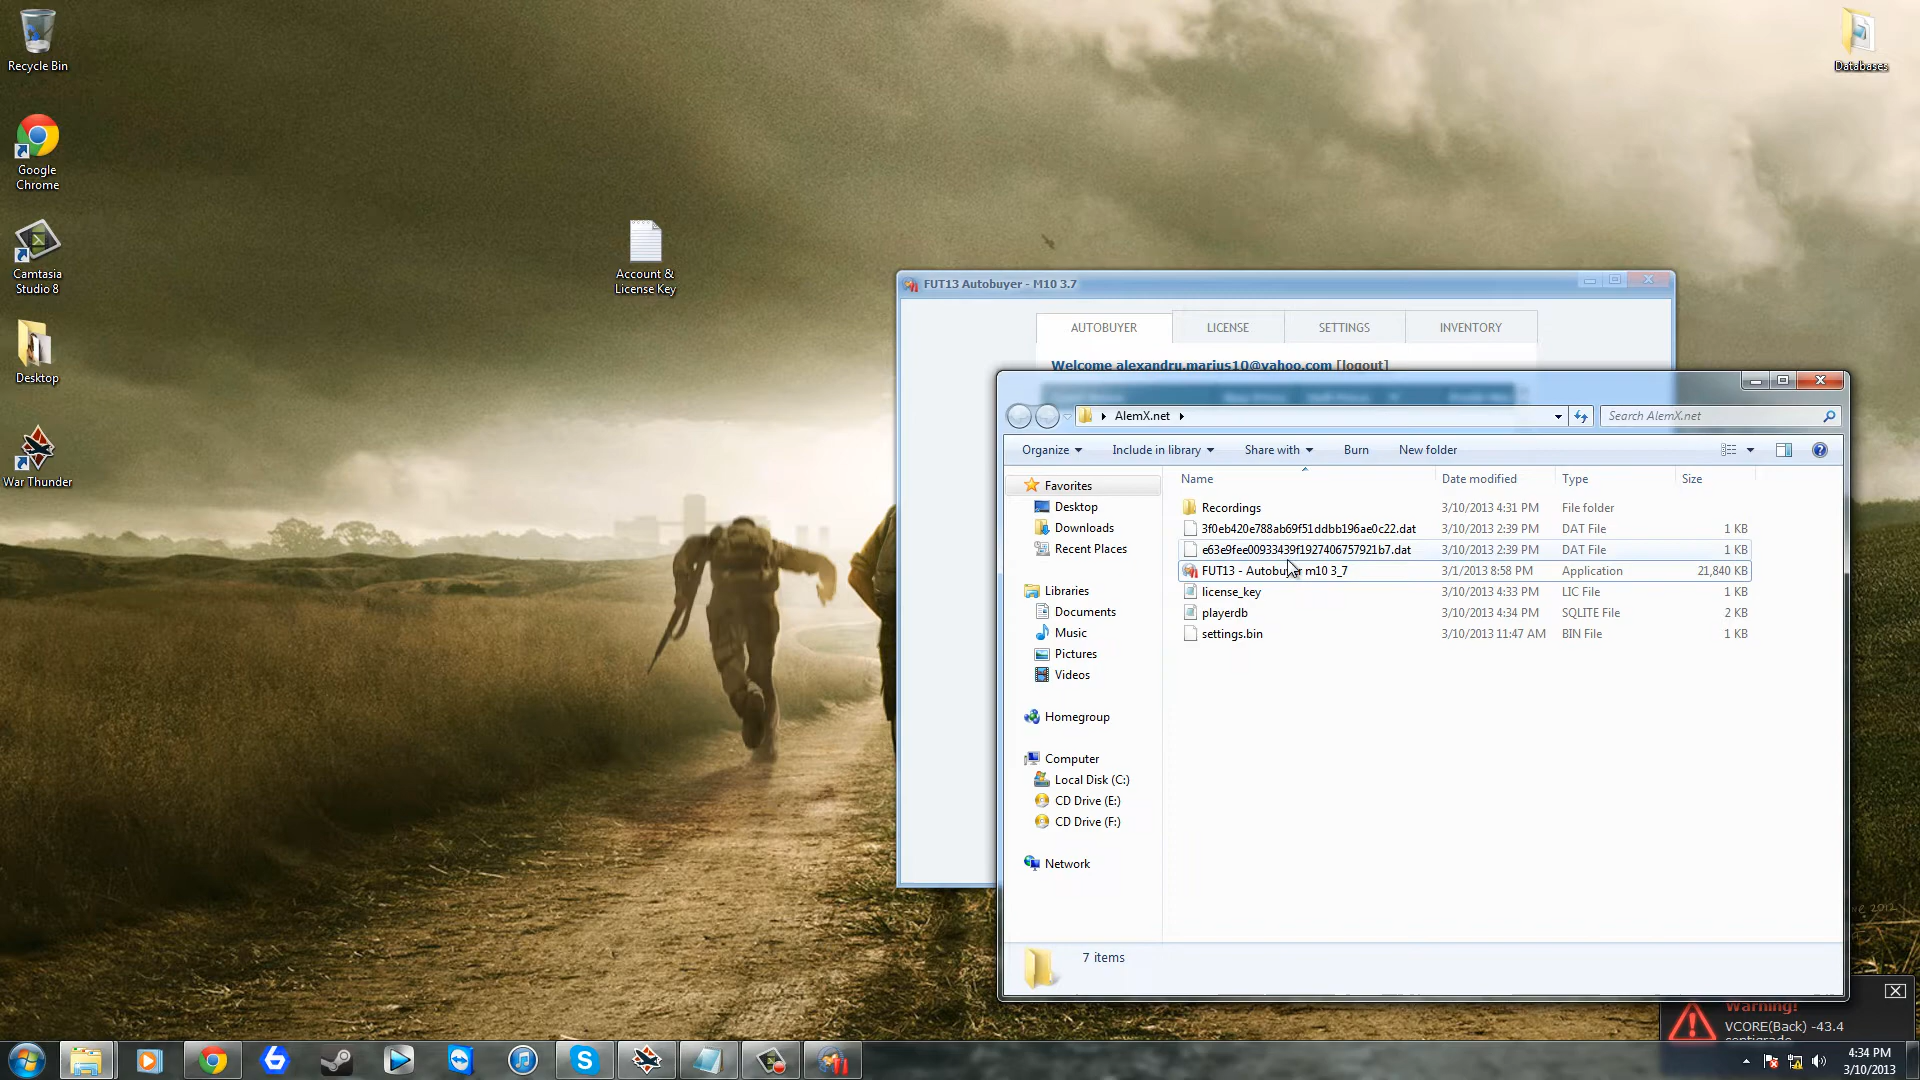 Recycle Bin
Databases
Google
Chrome
Camtasia
Studio 8
Account &
License Key
Desktop
War Thunder
FUT13 Autobuyer - M10 3.7
AUTOBUYER LICENSE SETTINGS INVENTORY
Welcome alexandru.marius10@yahoo.com [logout]
AlemX.net
Search AlemX.net
Organize Include in library Share with Burn New folder
Favorites
Desktop
Downloads
Recent Places
Libraries
Documents
Music
Pictures
Videos
Homegroup
Computer
Local Disk (C:)
CD Drive (E:)
CD Drive (F:)
Network
Name Date modified Type Size
Recordings 3/10/2013 4:31 PM File folder
3f0eb420e788ab69f51ddbb196ae0c22.dat 3/10/2013 2:39 PM DAT File 1 KB
e63e9fee00933439f1927406757921b7.dat 3/10/2013 2:39 PM DAT File 1 KB
FUT13 - Autobuyer m10 3_7 3/1/2013 8:58 PM Application 21,840 KB
license_key 3/10/2013 4:33 PM LIC File 1 KB
playerdb 3/10/2013 4:34 PM SQLITE File 2 KB
settings.bin 3/10/2013 11:47 AM BIN File 1 KB
7 items
Warning!
VCORE(Back) -43.4
4:34 PM
3/10/2013